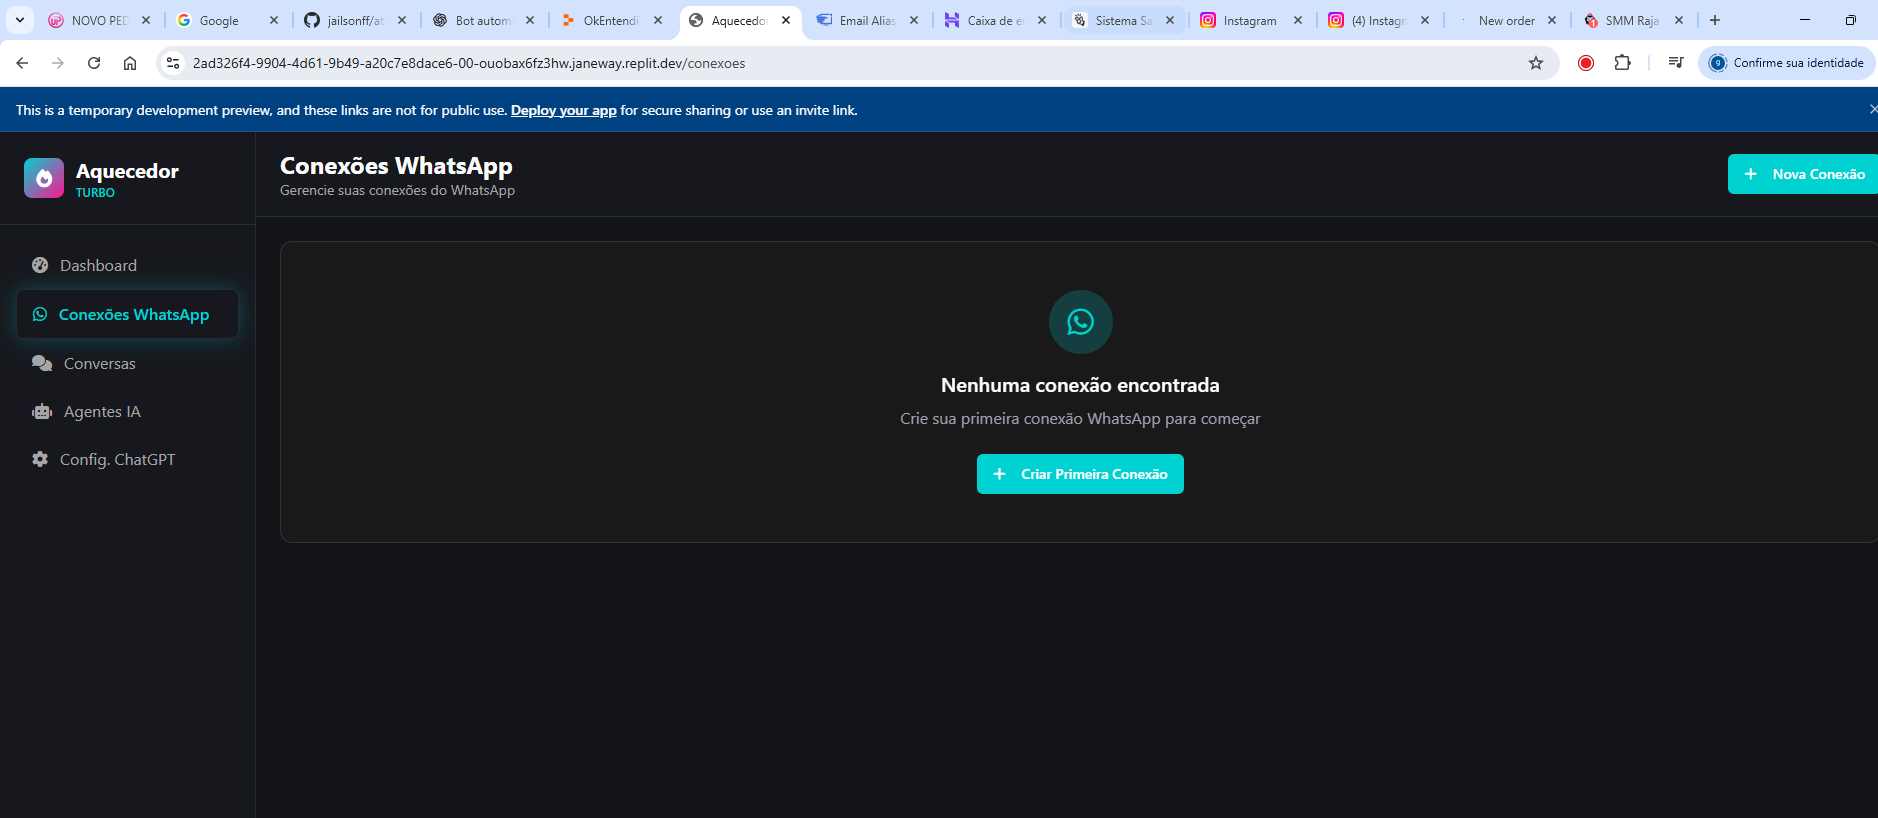 NOVO PED
Google
jailsonff/at
Bot autom
OkEntendi
Aquecedor
Email Alias
Caixa de e
Sistema Sa
Instagram
(4) Instagr
New order
SMM Raja
2ad326f4-9904-4d61-9b49-a20c7e8dace6-00-ouobax6fz3hw.janeway.replit.dev/conexoes
Confirme sua identidade
This is a temporary development preview, and these links are not for public use. Deploy your app for secure sharing or use an invite link.
Aquecedor
TURBO
Conexões WhatsApp
Gerencie suas conexões do WhatsApp
Nova Conexão
Dashboard
Conexões WhatsApp
Conversas
Agentes IA
Config. ChatGPT
Nenhuma conexão encontrada
Crie sua primeira conexão WhatsApp para começar
Criar Primeira Conexão